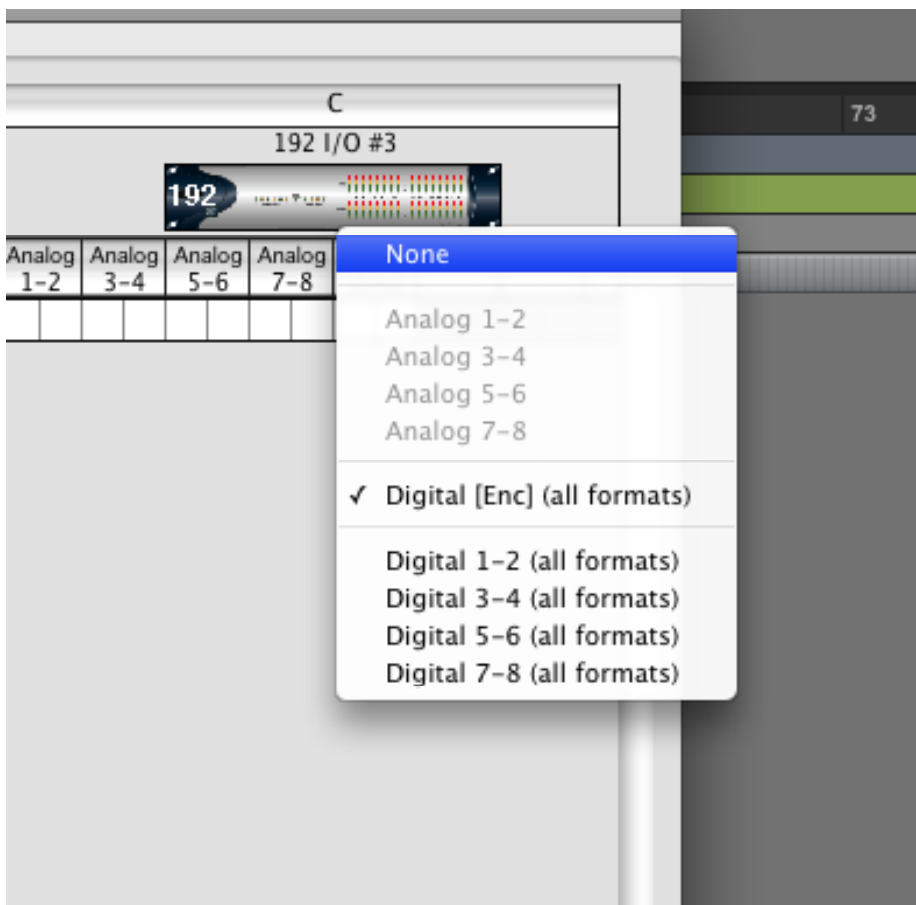 C
73
192 I/O #3
192
Analog Analog Analog Analog
1-2 3-4 5-6 7-8
None
Analog 1-2
Analog 3-4
Analog 5-6
Analog 7-8
✓ Digital [Enc] (all formats)
Digital 1-2 (all formats)
Digital 3-4 (all formats)
Digital 5-6 (all formats)
Digital 7-8 (all formats)